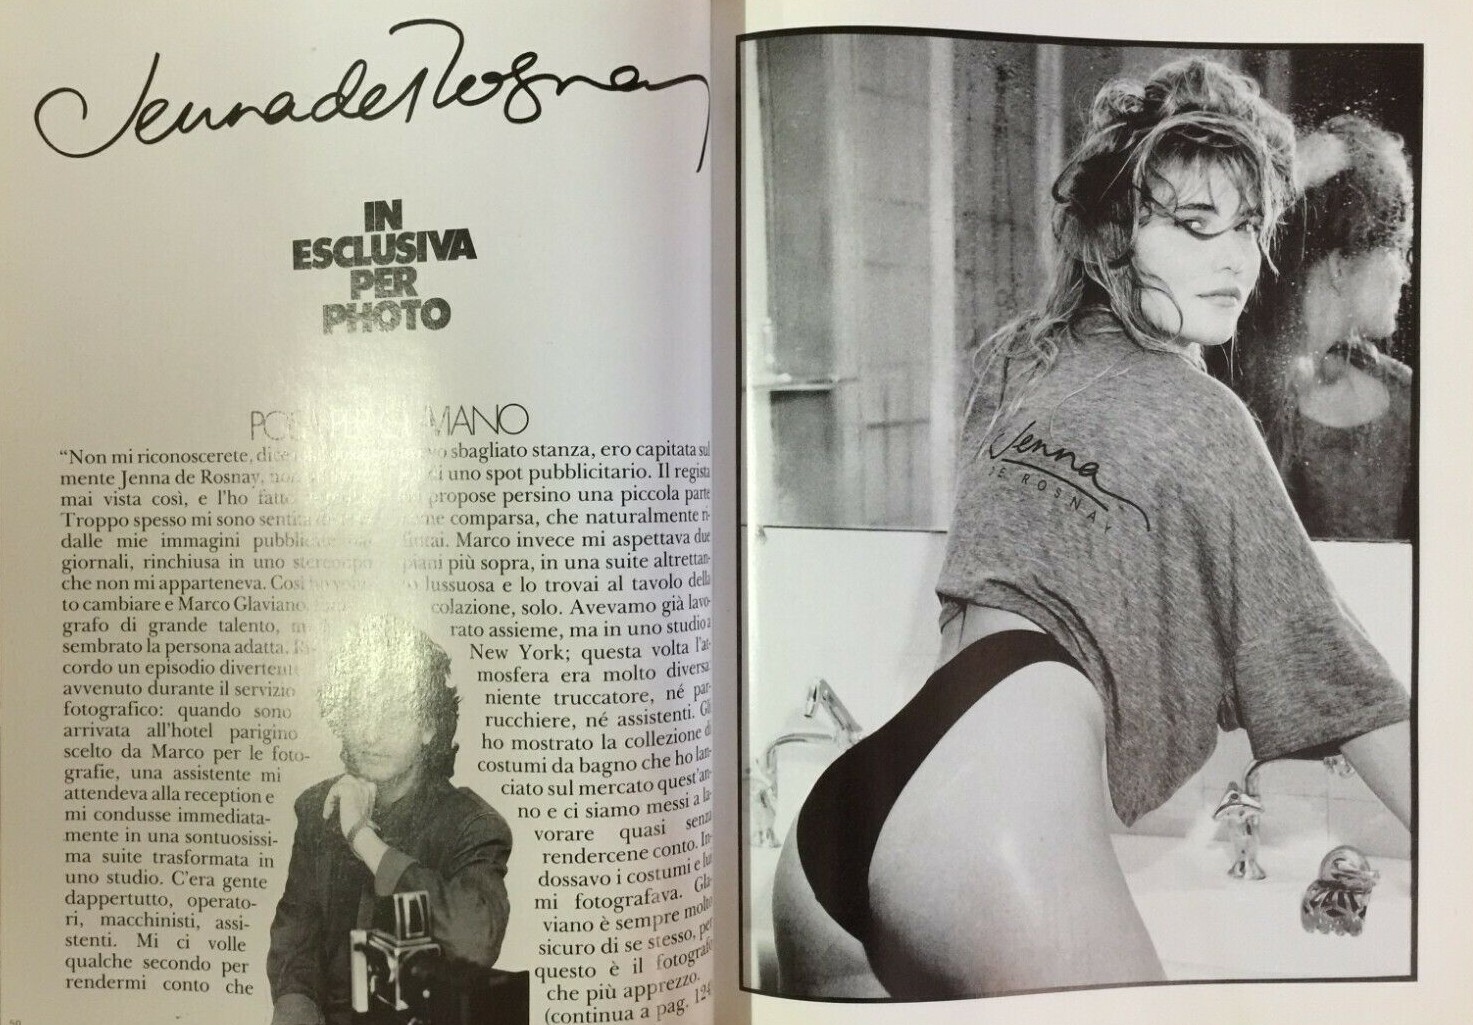 Jenna de Rosnay
IN
ESCLUSIVA
PER
PHOTO
“Non mi riconoscerete, dice
mente Jenna de Rosnay,
mai vista così, e l'ho fatto
Troppo spesso mi sono sentita
dalle mie immagini
giornali, rinchiusa in uno
che non mi apparteneva. Così
to cambiare e Marco Glaviano,
grafo di grande talento,
sembrato la persona adatta. Ri-
cordo un episodio divertente
avvenuto durante il servizio
fotografico: quando sono
arrivata all'hotel parigino
scelto da Marco per le foto-
grafie, una assistente mi
attendeva alla reception e
mi condusse immediata-
mente in una sontuosissi-
ma suite trasformata in
uno studio. C'era gente
dappertutto, operato-
ri, macchinisti, assi-
stenti. Mi ci volle
qualche secondo per
rendermi conto che
sbagliato stanza, ero capitata sul
uno spot pubblicitario. Il regista
propose persino una piccola parte
comparsa, che naturalmente ri-
fiutai. Marco invece mi aspettava due
piani più sopra, in una suite altrettan-
lussuosa e lo trovai al tavolo della
colazione, solo. Avevamo già lavo-
rato assieme, ma in uno studio a
New York; questa volta l'at-
mosfera era molto diversa:
niente truccatore, né par-
rucchiere, né assistenti. Gli
ho mostrato la collezione di
costumi da bagno che ho lan-
ciato sul mercato quest'an-
no e ci siamo messi a la-
vorare quasi senza
rendercene conto. In-
dossavo i costumi e lui
mi fotografava. Gla-
viano è sempre molto
sicuro di se stesso, per
questo è il fotografo
che più apprezzo.
(continua a pag. 124)
50
Jenna
DE ROSNAY